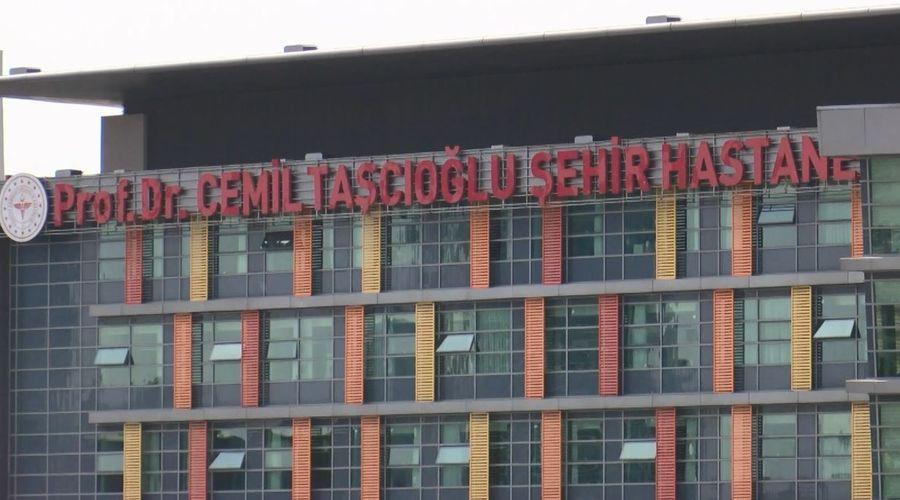 Prof. Dr. CEMİL TAŞCIOĞLU ŞEHİR HASTANE